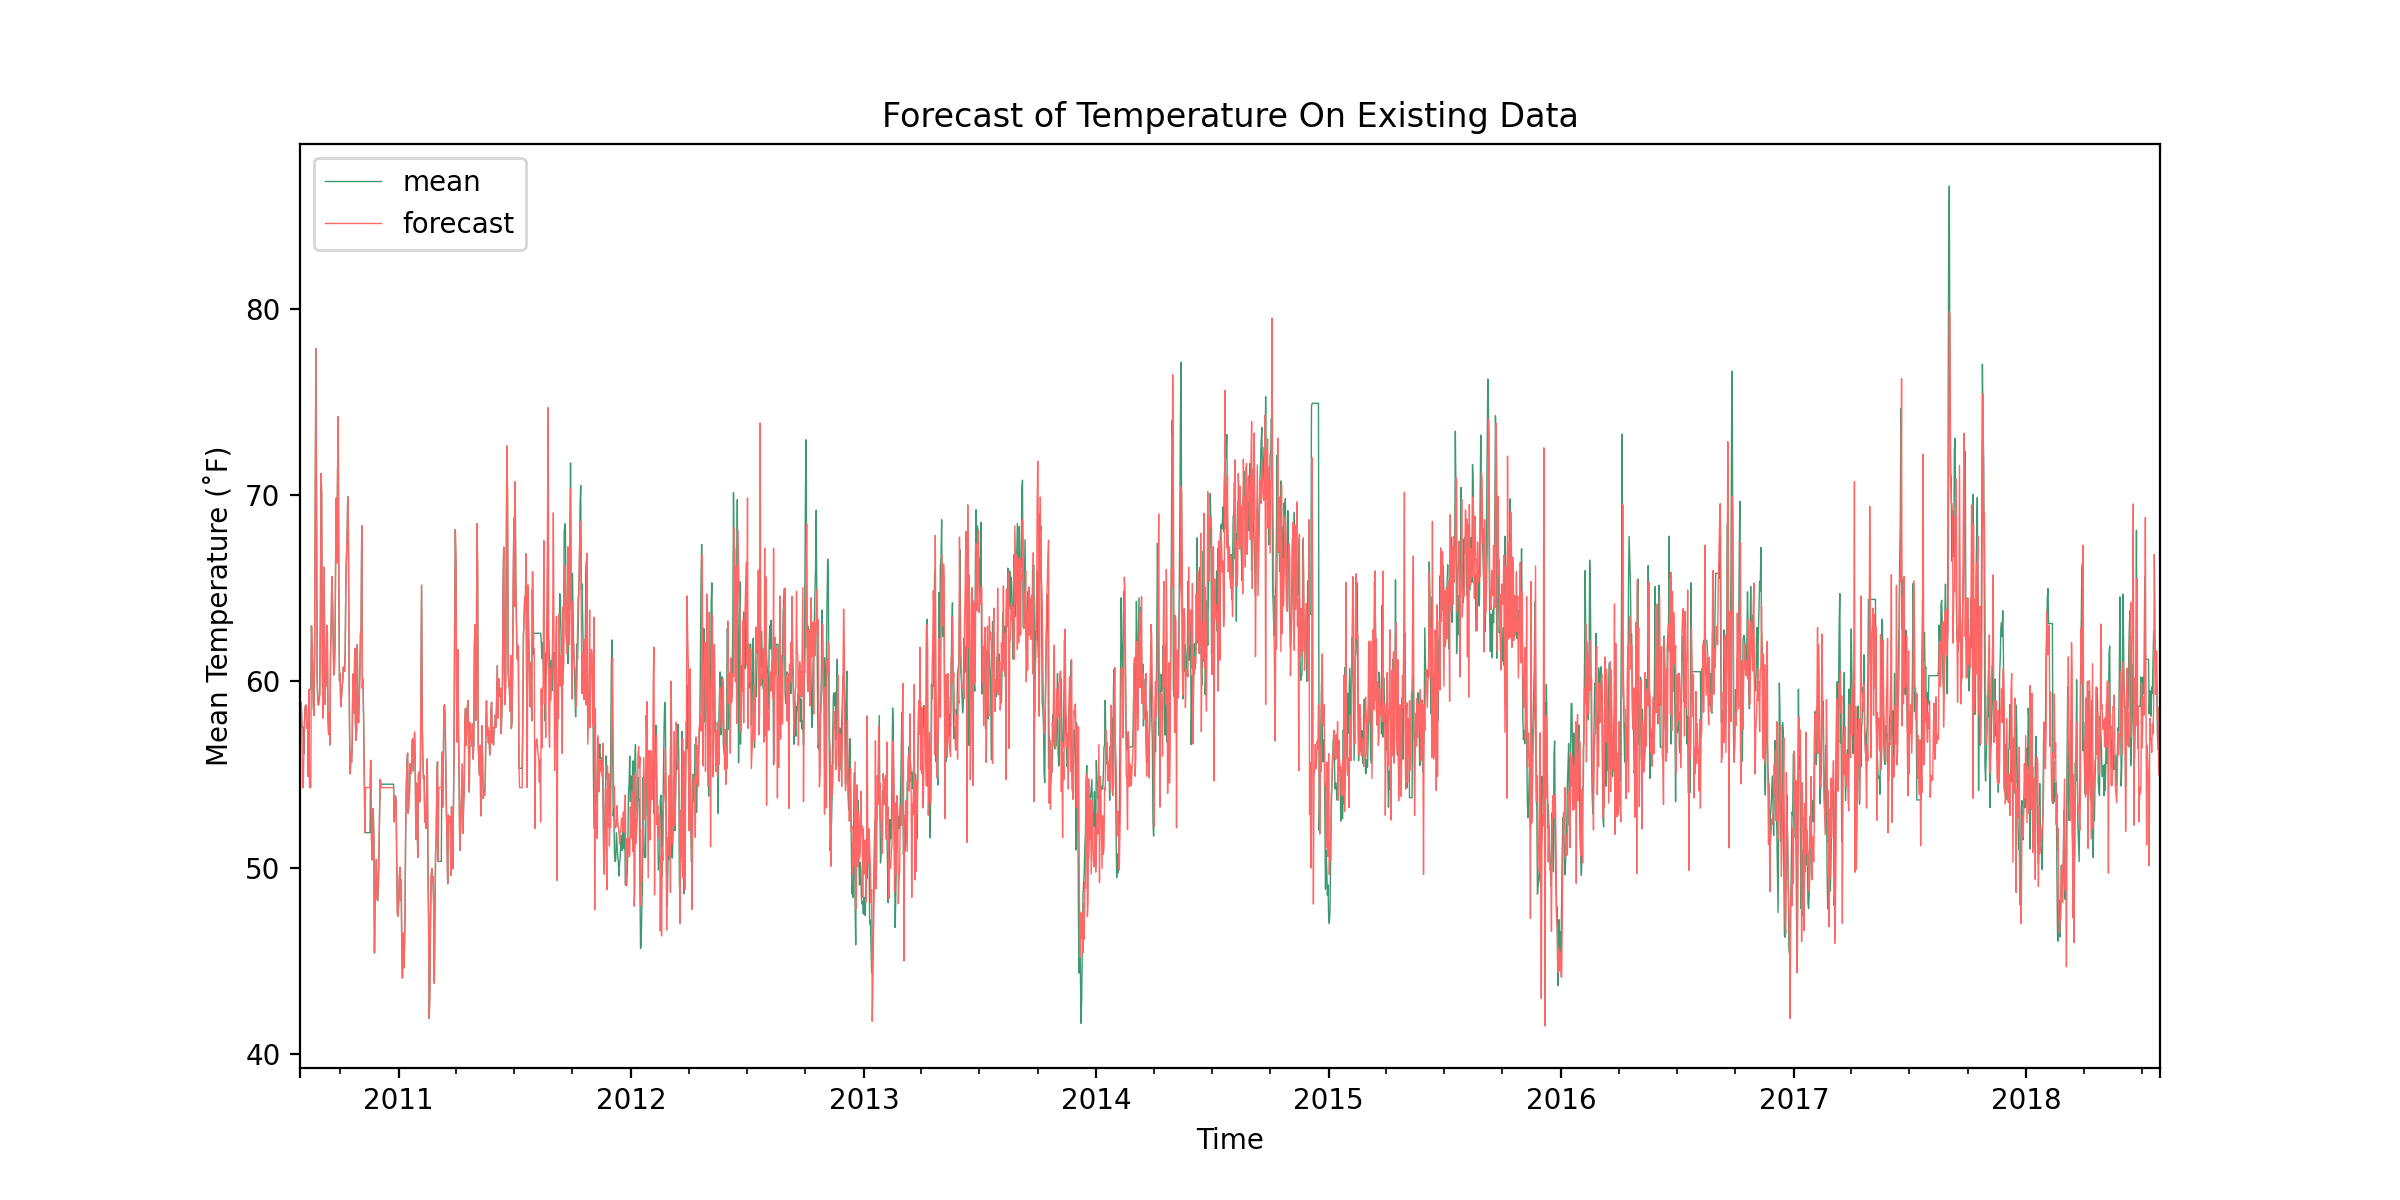 Forecast of Temperature On Existing Data
mean
forecast
80
70
60
50
40
Mean Temperature (˚F)
2011 2012 2013 2014 2015 2016 2017 2018
Time